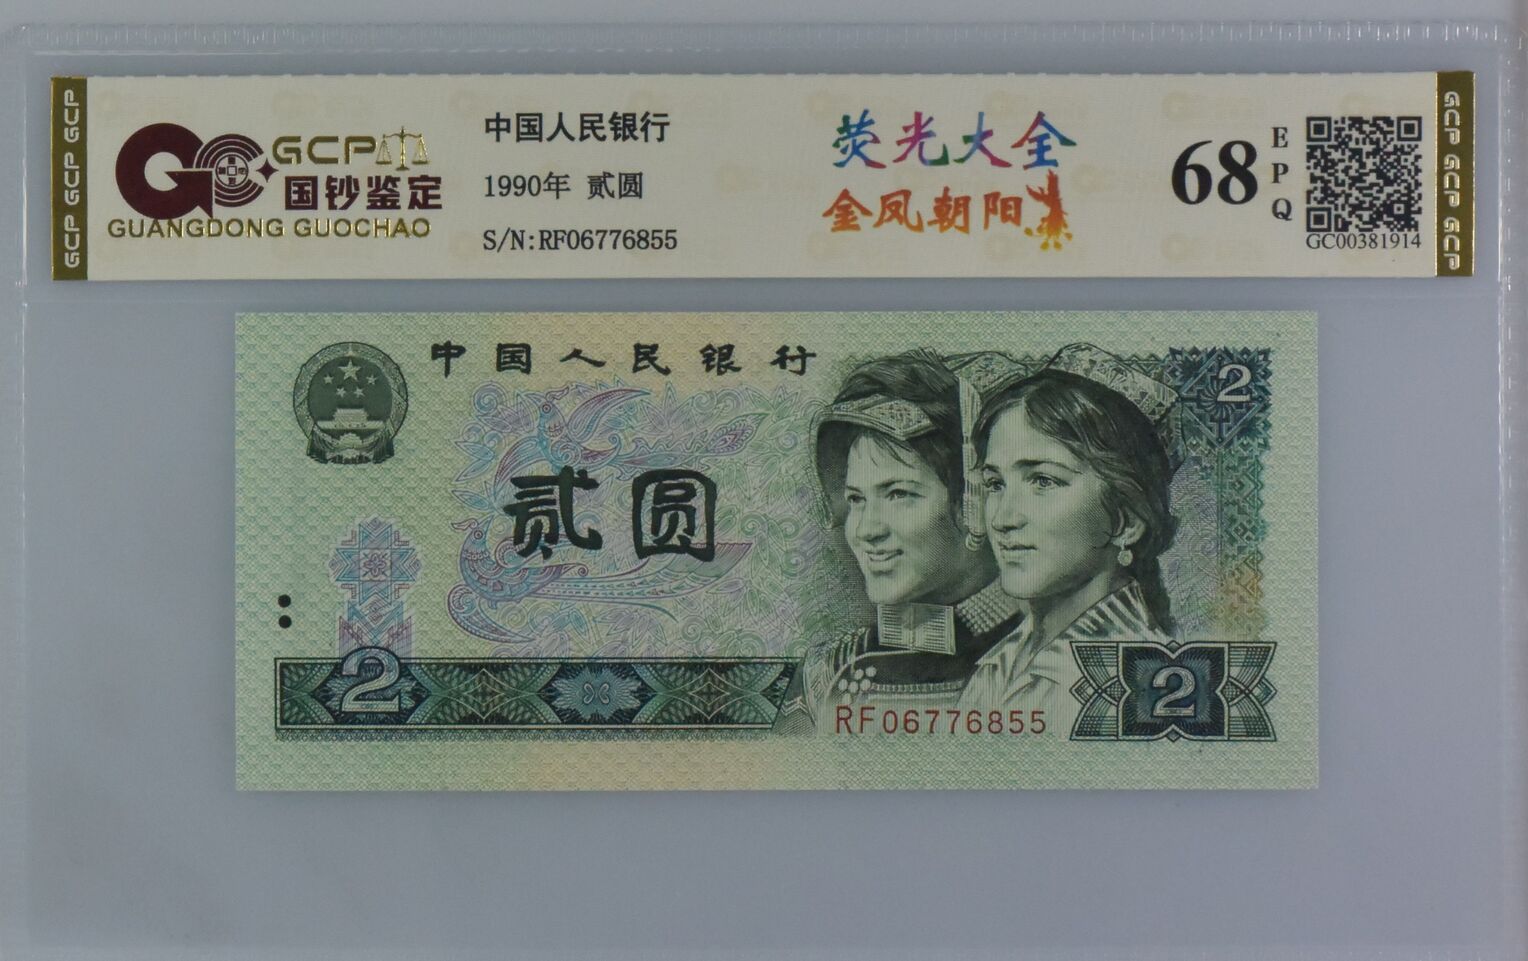 GCP GCP GCP
GCP
国钞鉴定
GUANGDONG GUOCHAO
中国人民银行
1990年 贰圆
S/N:RF06776855
荧光大全
金凤朝阳
68
EPQ
GC00381914
GCP GCP GCP
中国人民银行
2
贰圆
2
RF06776855
2